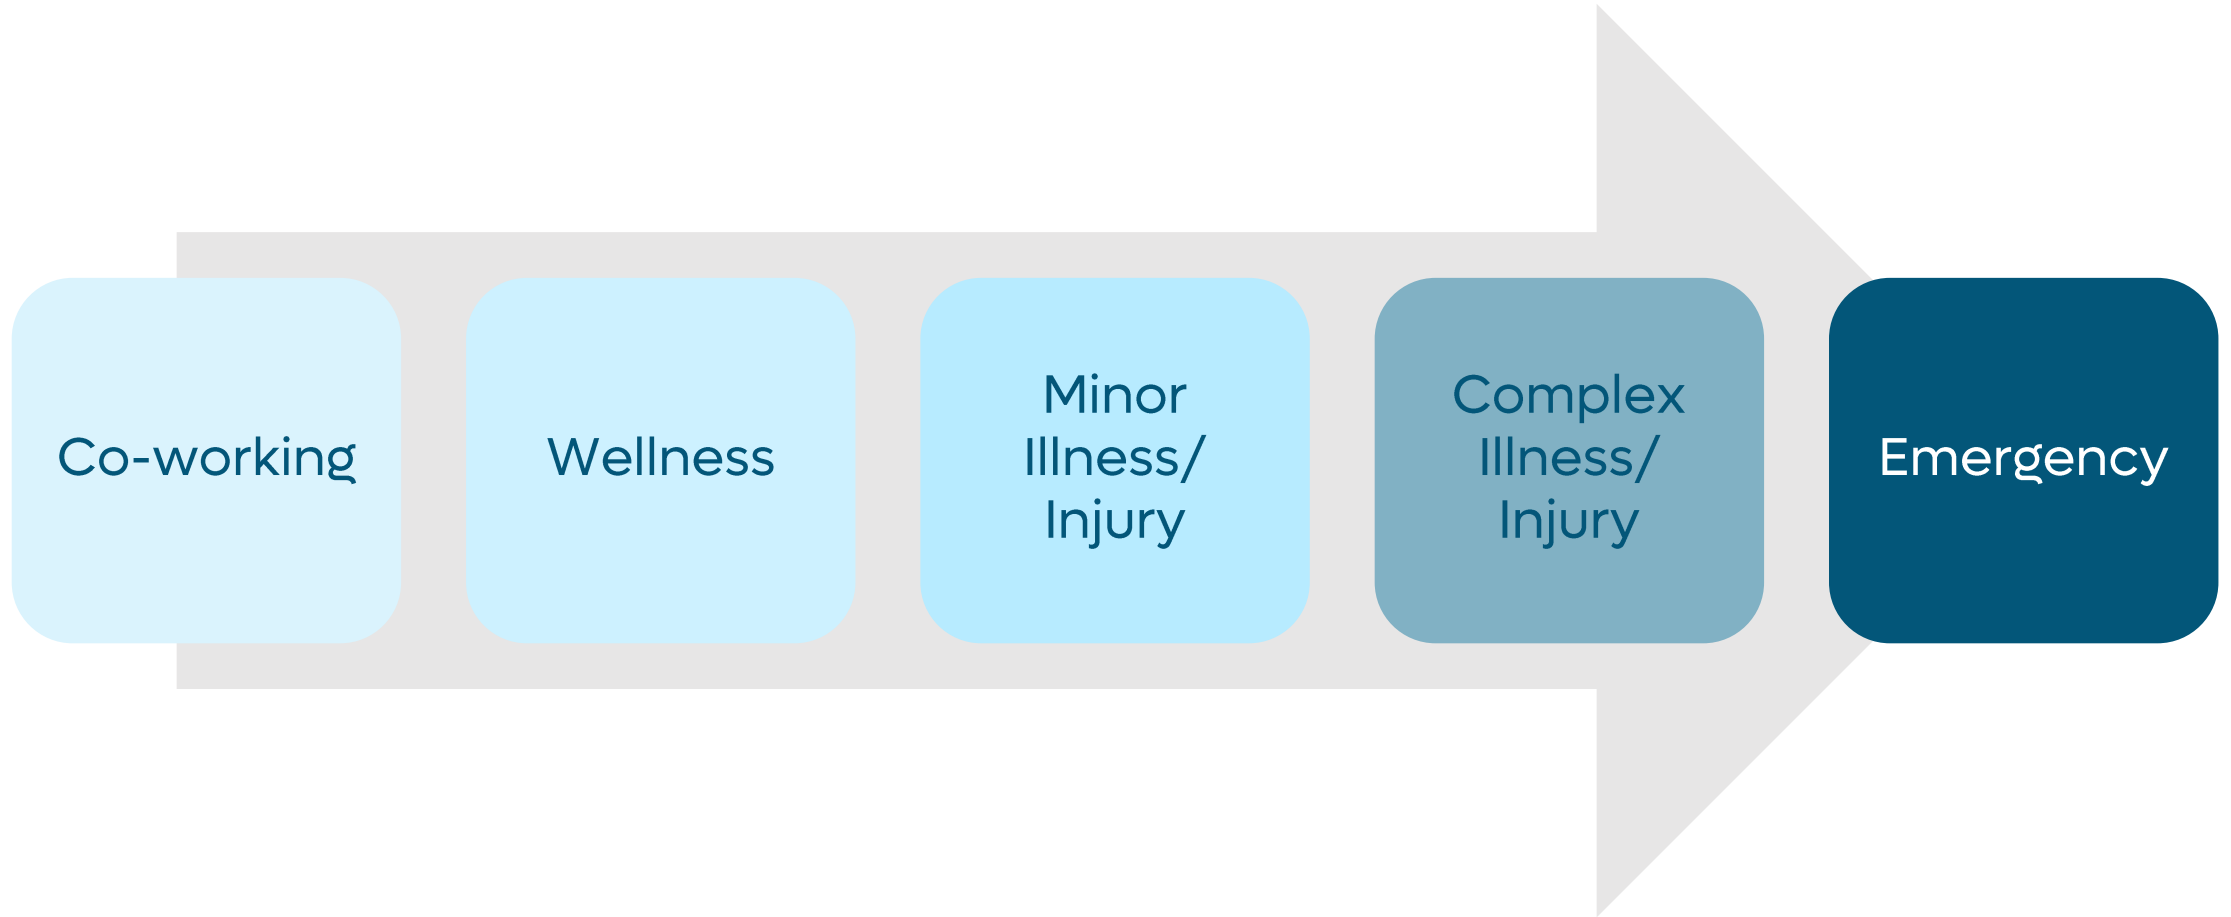 Co-working
Wellness
Minor
Illness/
Injury
Complex
Illness/
Injury
Emergency